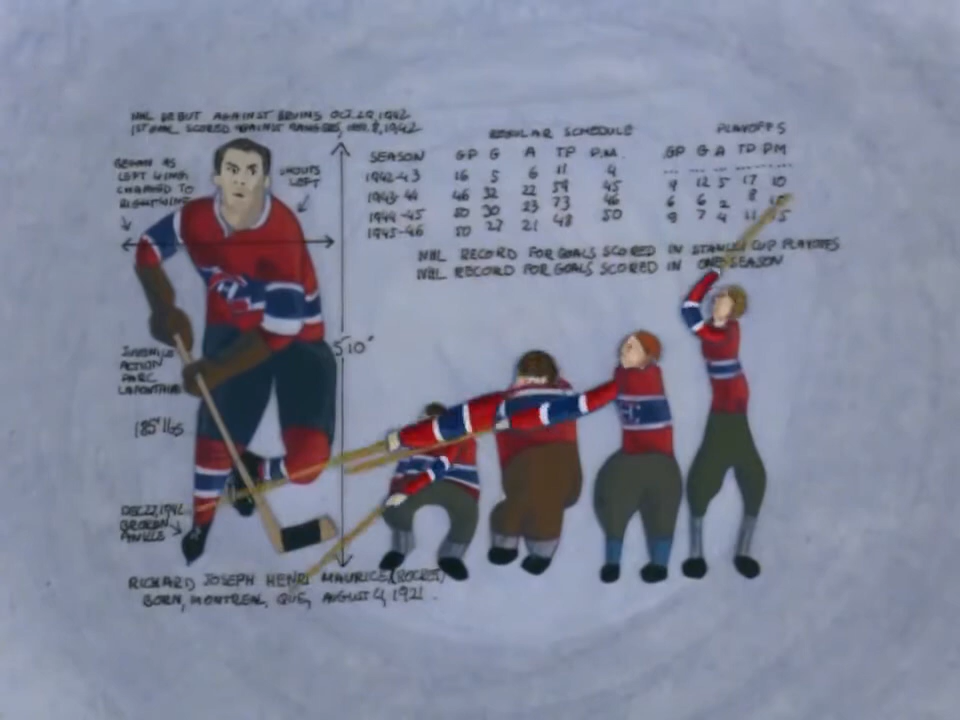 NHL DEBUT AGAINST BRUINS OCT. 29, 1942
1ST GOAL SCORED AGAINST RANGERS, NOV. 8, 1942
BEGAN AS
LEFT WING
CHANGED TO
RIGHT WING
SHOOTS
LEFT
REGULAR SCHEDULE PLAYOFFS
SEASON GP G A TP P.M. GP G A TP PM
1942-43 16 5 6 11 4 ... ... ... ... ...
1943-44 46 32 22 54 45 9 12 5 17 10
1944-45 50 23 73 46 6 6 2 8
1945-46 50 27 21 48 50 9 7 4 11 15
NHL RECORD FOR GOALS SCORED IN STANLEY CUP PLAYOFFS
NHL RECORD FOR GOALS SCORED IN ONE SEASON
5'10"
JUVENILE
ACTION
PARC
LAFONTAINE
185 lbs
DEC. 27, 1942
BROKEN
ANKLE
RICHARD JOSEPH HENRI MAURICE (ROCKET)
BORN, MONTREAL, QUE, AUGUST 4, 1921.